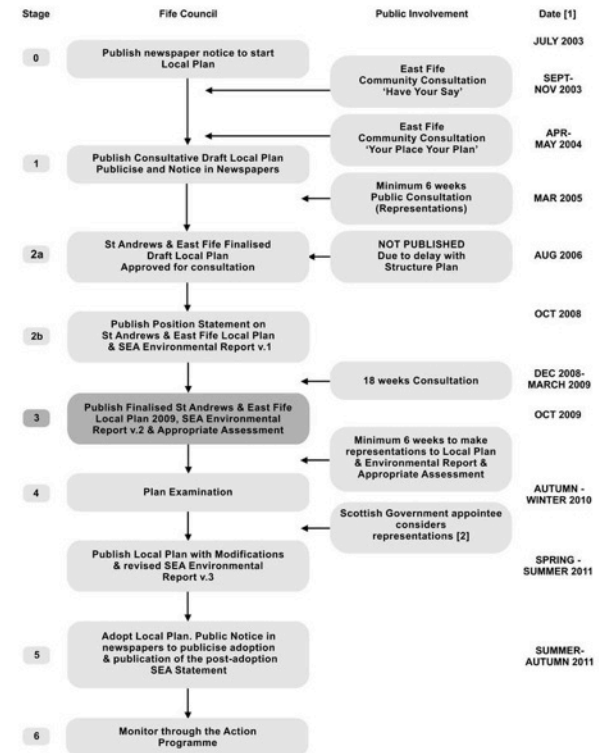 Stage Fife Council Public Involvement Date [1]
JULY 2003
0
Publish newspaper notice to start
Local Plan
East Fife
Community Consultation
‘Have Your Say’
SEPT-
NOV 2003
East Fife
Community Consultation
‘Your Place Your Plan’
APR-
MAY 2004
1
Publish Consultative Draft Local Plan
Publicise and Notice in Newspapers
Minimum 6 weeks
Public Consultation
(Representations)
MAR 2005
2a
St Andrews & East Fife Finalised
Draft Local Plan
Approved for consultation
NOT PUBLISHED
Due to delay with
Structure Plan
AUG 2006
OCT 2008
2b
Publish Position Statement on
St Andrews & East Fife Local Plan
& SEA Environmental Report v.1
18 weeks Consultation
DEC 2008-
MARCH 2009
3
Publish Finalised St Andrews & East Fife
Local Plan 2009, SEA Environmental
Report v.2 & Appropriate Assessment
OCT 2009
Minimum 6 weeks to make
representations to Local Plan
& Environmental Report &
Appropriate Assessment
4
Plan Examination
AUTUMN -
WINTER 2010
Scottish Government appointee
considers
representations [2]
Publish Local Plan with Modifications
& revised SEA Environmental
Report v.3
SPRING -
SUMMER 2011
5
Adopt Local Plan. Public Notice in
newspapers to publicise adoption
& publication of the post-adoption
SEA Statement
SUMMER-
AUTUMN 2011
6
Monitor through the Action
Programme